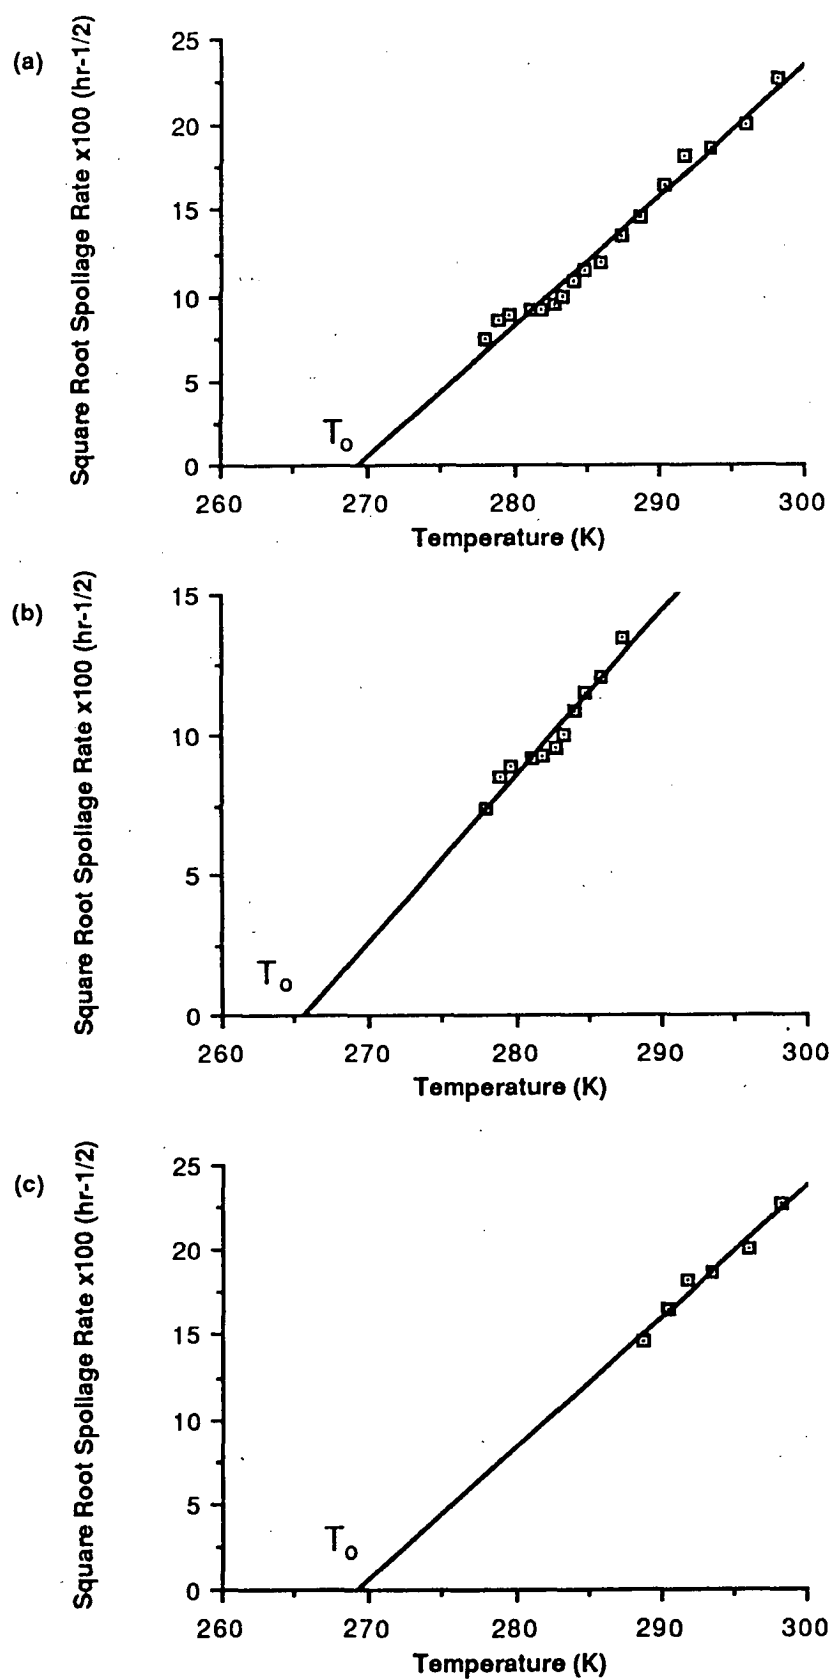 (a)
Square Root Spoilage Rate x100 (hr-1/2)
25
20
15
10
5
0
To
260 270 280 290 300
Temperature (K)
(b)
Square Root Spoilage Rate x100 (hr-1/2)
15
10
5
0
To
260 270 280 290 300
Temperature (K)
(c)
Square Root Spoilage Rate x100 (hr-1/2)
25
20
15
10
5
0
To
260 270 280 290 300
Temperature (K)